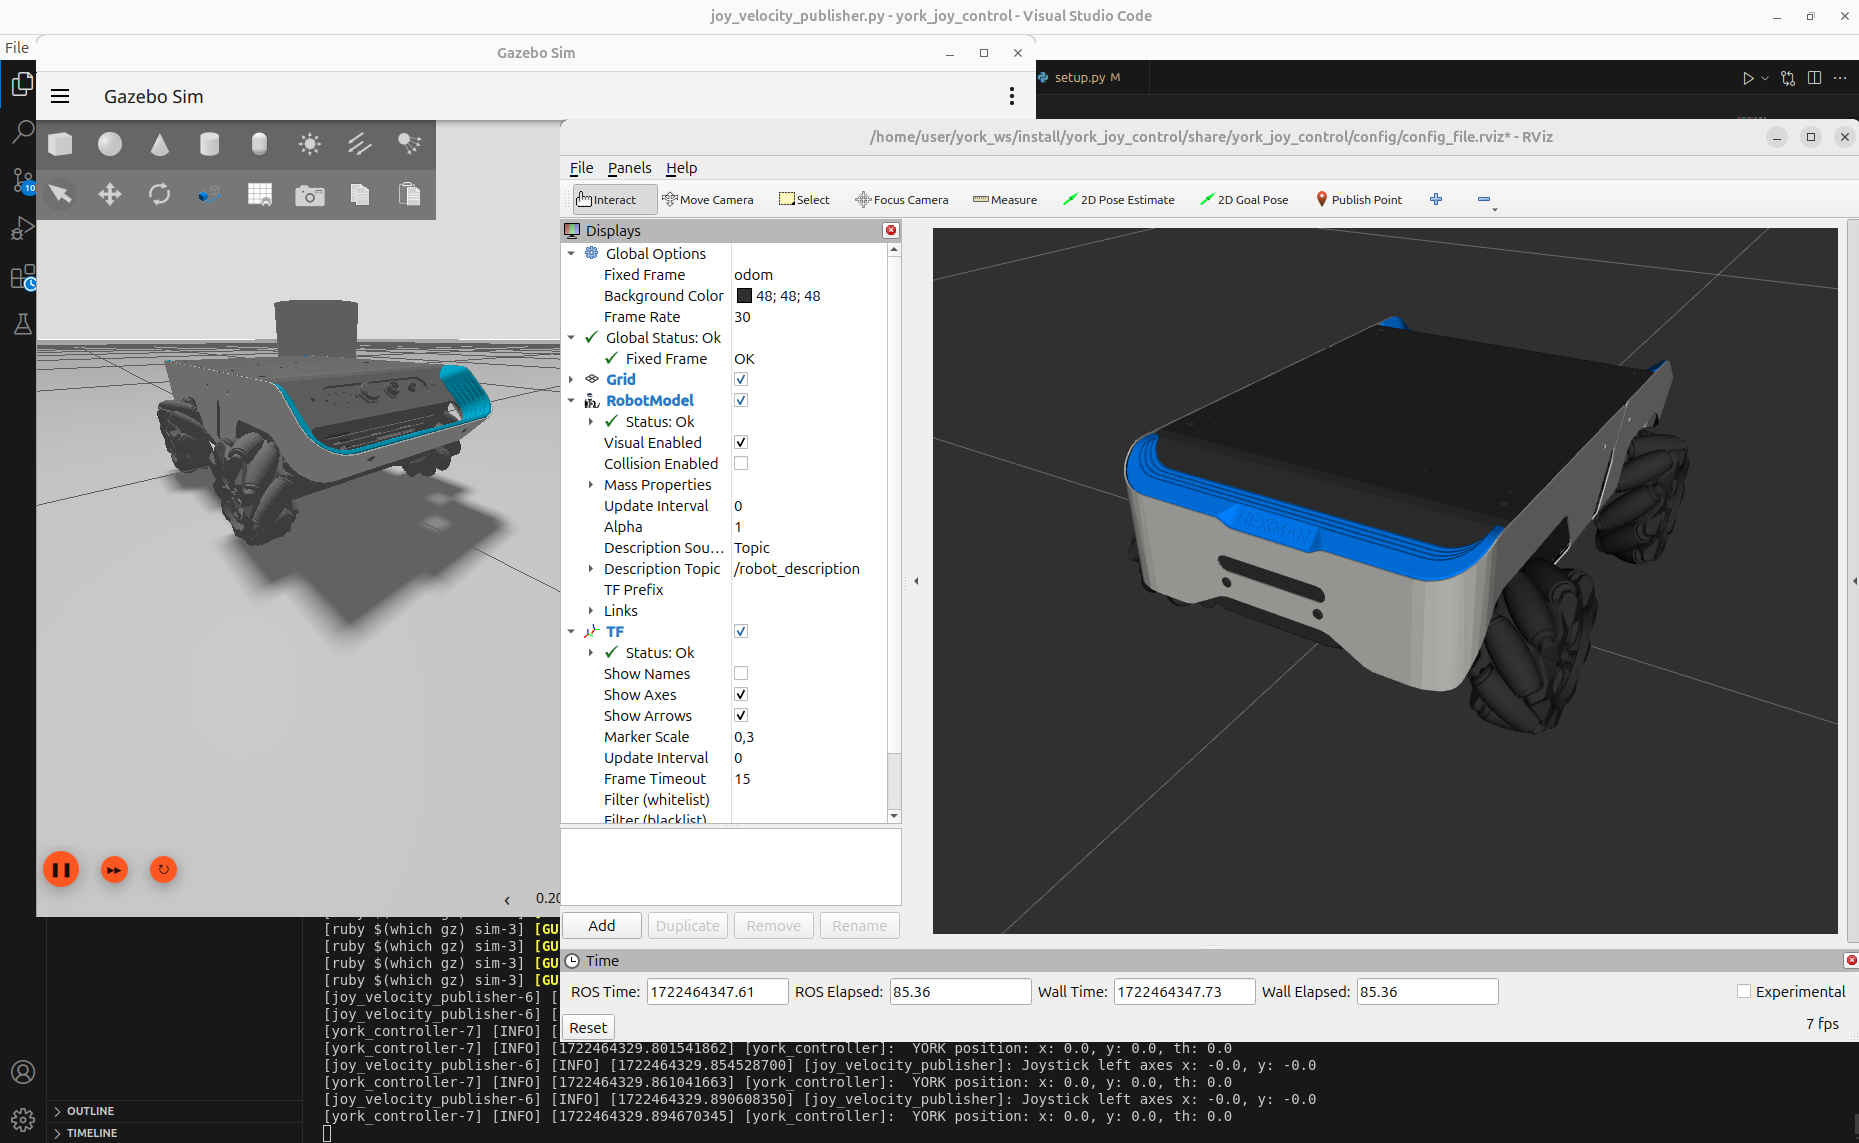 joy_velocity_publisher.py - york_joy_control - Visual Studio Code
File
Gazebo Sim
Gazebo Sim
setup.py M
10
/home/user/york_ws/install/york_joy_control/share/york_joy_control/config/config_file.rviz* - RViz
File Panels Help
Interact Move Camera Select Focus Camera Measure 2D Pose Estimate 2D Goal Pose Publish Point
Displays
Global Options
Fixed Frame odom
Background Color 48; 48; 48
Frame Rate 30
Global Status: Ok
Fixed Frame OK
Grid
RobotModel
Status: Ok
Visual Enabled
Collision Enabled
Mass Properties
Update Interval 0
Alpha 1
Description Sou... Topic
Description Topic /robot_description
TF Prefix
Links
TF
Status: Ok
Show Names
Show Axes
Show Arrows
Marker Scale 0,3
Update Interval 0
Frame Timeout 15
Filter (whitelist)
Filter (blacklist)
0.20
Add Duplicate Remove Rename
Time
ROS Time: 1722464347.61 ROS Elapsed: 85.36 Wall Time: 1722464347.73 Wall Elapsed: 85.36 Experimental
Reset 7 fps
[ruby $(which gz) sim-3] [GU
[ruby $(which gz) sim-3] [GU
[ruby $(which gz) sim-3] [GU
[ruby $(which gz) sim-3] [GU
[joy_velocity_publisher-6] [
[joy_velocity_publisher-6] [
[york_controller-7] [INFO] [
[york_controller-7] [INFO] [1722464329.801541862] [york_controller]: YORK position: x: 0.0, y: 0.0, th: 0.0
[joy_velocity_publisher-6] [INFO] [1722464329.854528700] [joy_velocity_publisher]: Joystick left axes x: -0.0, y: -0.0
[york_controller-7] [INFO] [1722464329.861041663] [york_controller]: YORK position: x: 0.0, y: 0.0, th: 0.0
[joy_velocity_publisher-6] [INFO] [1722464329.890608350] [joy_velocity_publisher]: Joystick left axes x: -0.0, y: -0.0
[york_controller-7] [INFO] [1722464329.894670345] [york_controller]: YORK position: x: 0.0, y: 0.0, th: 0.0
OUTLINE
TIMELINE